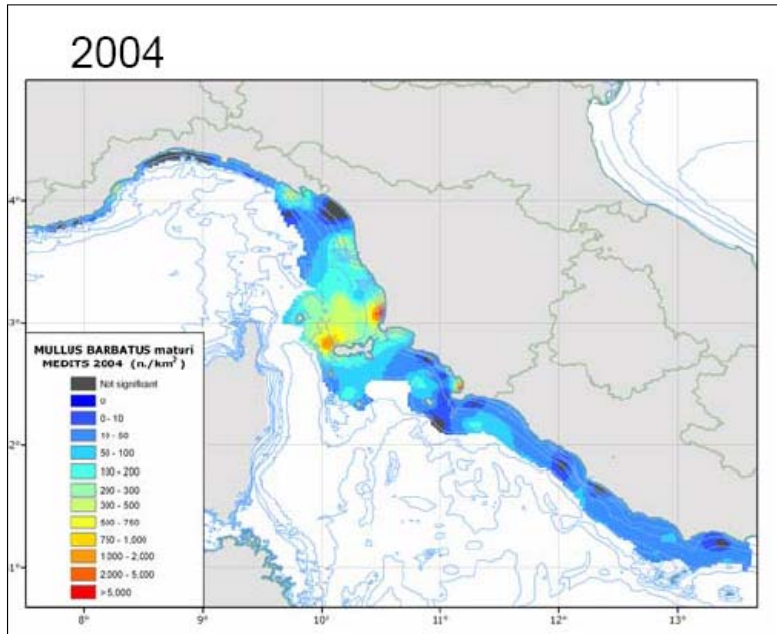 2004
4°
3°
2°
1°
MULLUS BARBATUS maturi
MEDITS 2004 (n./km²)
Not significant
0
0 - 10
10 - 50
50 - 100
100 - 200
200 - 300
300 - 500
500 - 750
750 - 1,000
1,000 - 2,000
2,000 - 5,000
> 5,000
8° 9° 10° 11° 12° 13°